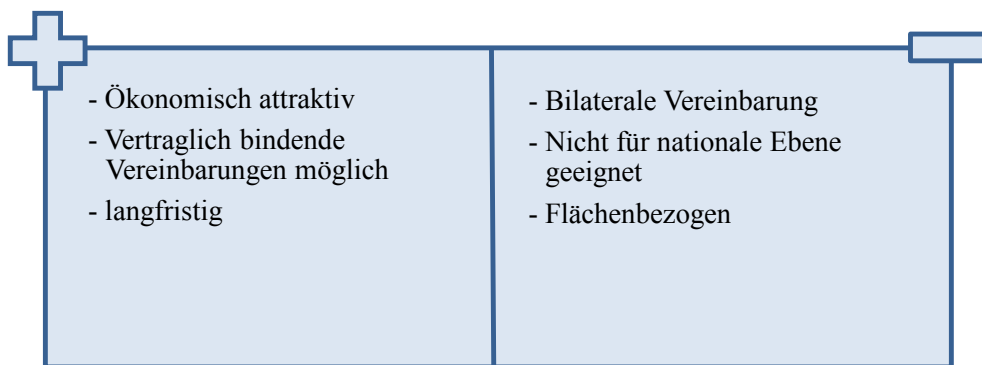 - Ökonomisch attraktiv
- Vertraglich bindende
Vereinbarungen möglich
- langfristig
- Bilaterale Vereinbarung
- Nicht für nationale Ebene
geeignet
- Flächenbezogen